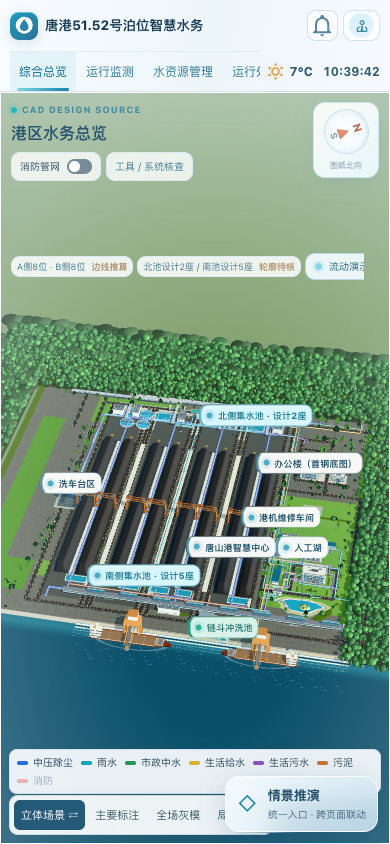 唐港51.52号泊位智慧水务
综合总览 运行监测 水资源管理 7°C 10:39:42
CAD DESIGN SOURCE
港区水务总览
消防管网 工具 / 系统核查
N
S
图纸北向
A侧8位 · B侧8位 边线推算 北池设计2座 / 南池设计5座 轮廓待核 流动演示
北侧集水池 · 设计2座
办公楼（首钢底图）
洗车台区
港机维修车间
唐山港智慧中心 人工湖
南侧集水池 · 设计5座
链斗冲洗池
中压除尘 雨水 市政中水 生活给水 生活污水 污泥
消防
情景推演
统一入口 · 跨页面联动
立体场景 ⇄ 主要标注 全场灰模